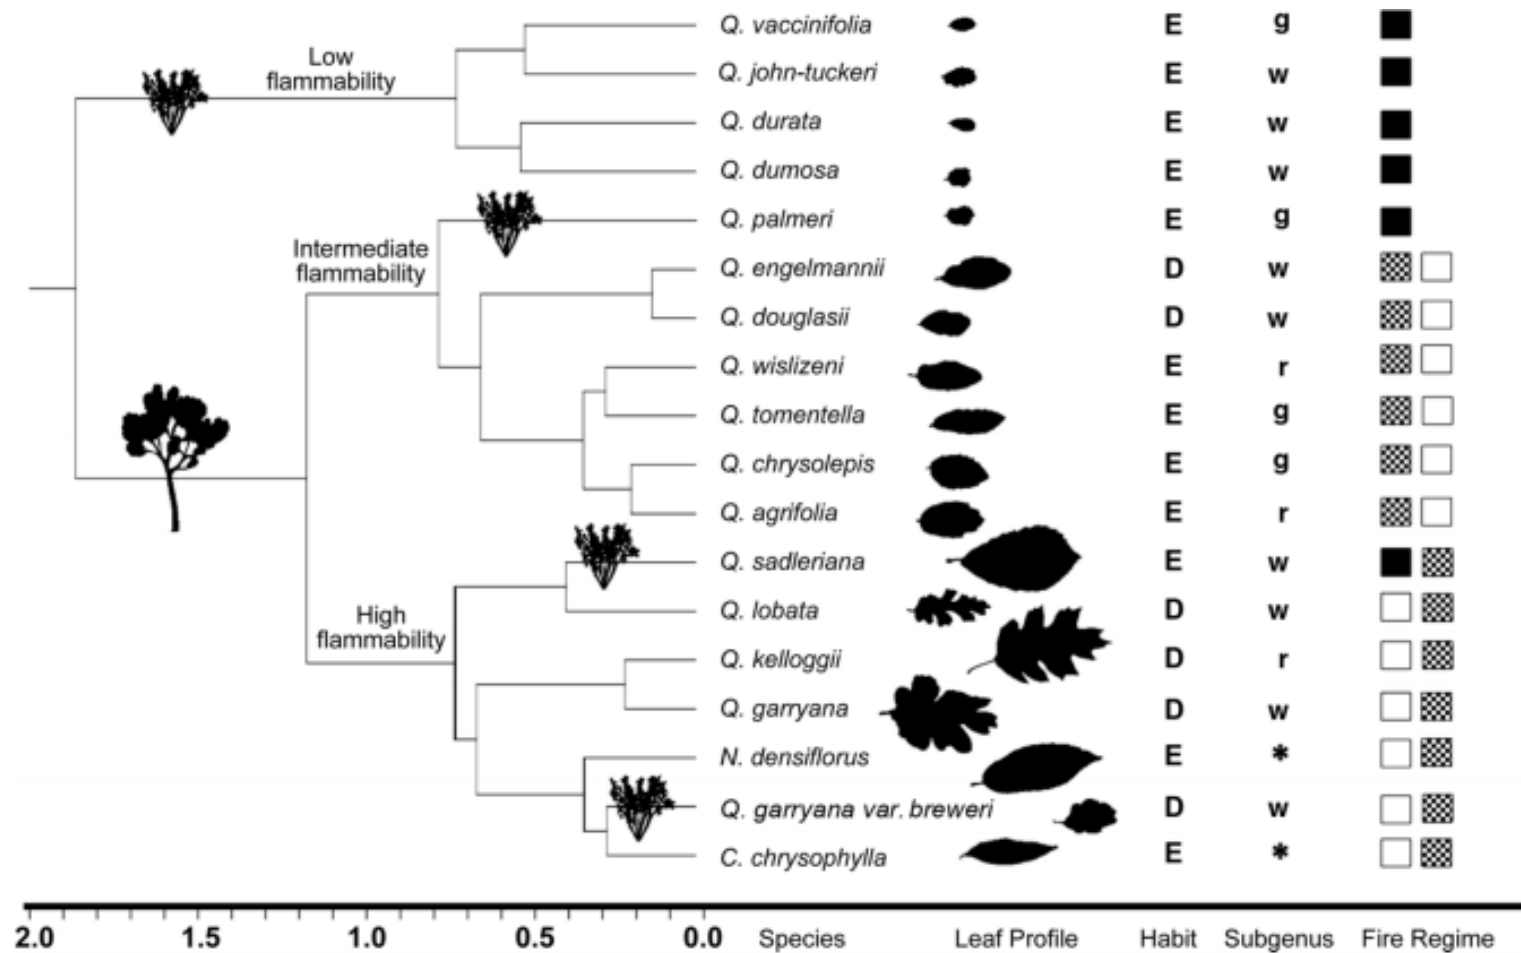 Low
flammability
Intermediate
flammability
High
flammability
Q. vaccinifolia E g
Q. john-tuckeri E w
Q. durata E w
Q. dumosa E w
Q. palmeri E g
Q. engelmannii D w
Q. douglasii D w
Q. wislizeni E r
Q. tomentella E g
Q. chrysolepis E g
Q. agrifolia E r
Q. sadleriana E w
Q. lobata D w
Q. kelloggii D r
Q. garryana D w
N. densiflorus E *
Q. garryana var. breweri D w
C. chrysophylla E *
2.0 1.5 1.0 0.5 0.0 Species Leaf Profile Habit Subgenus Fire Regime